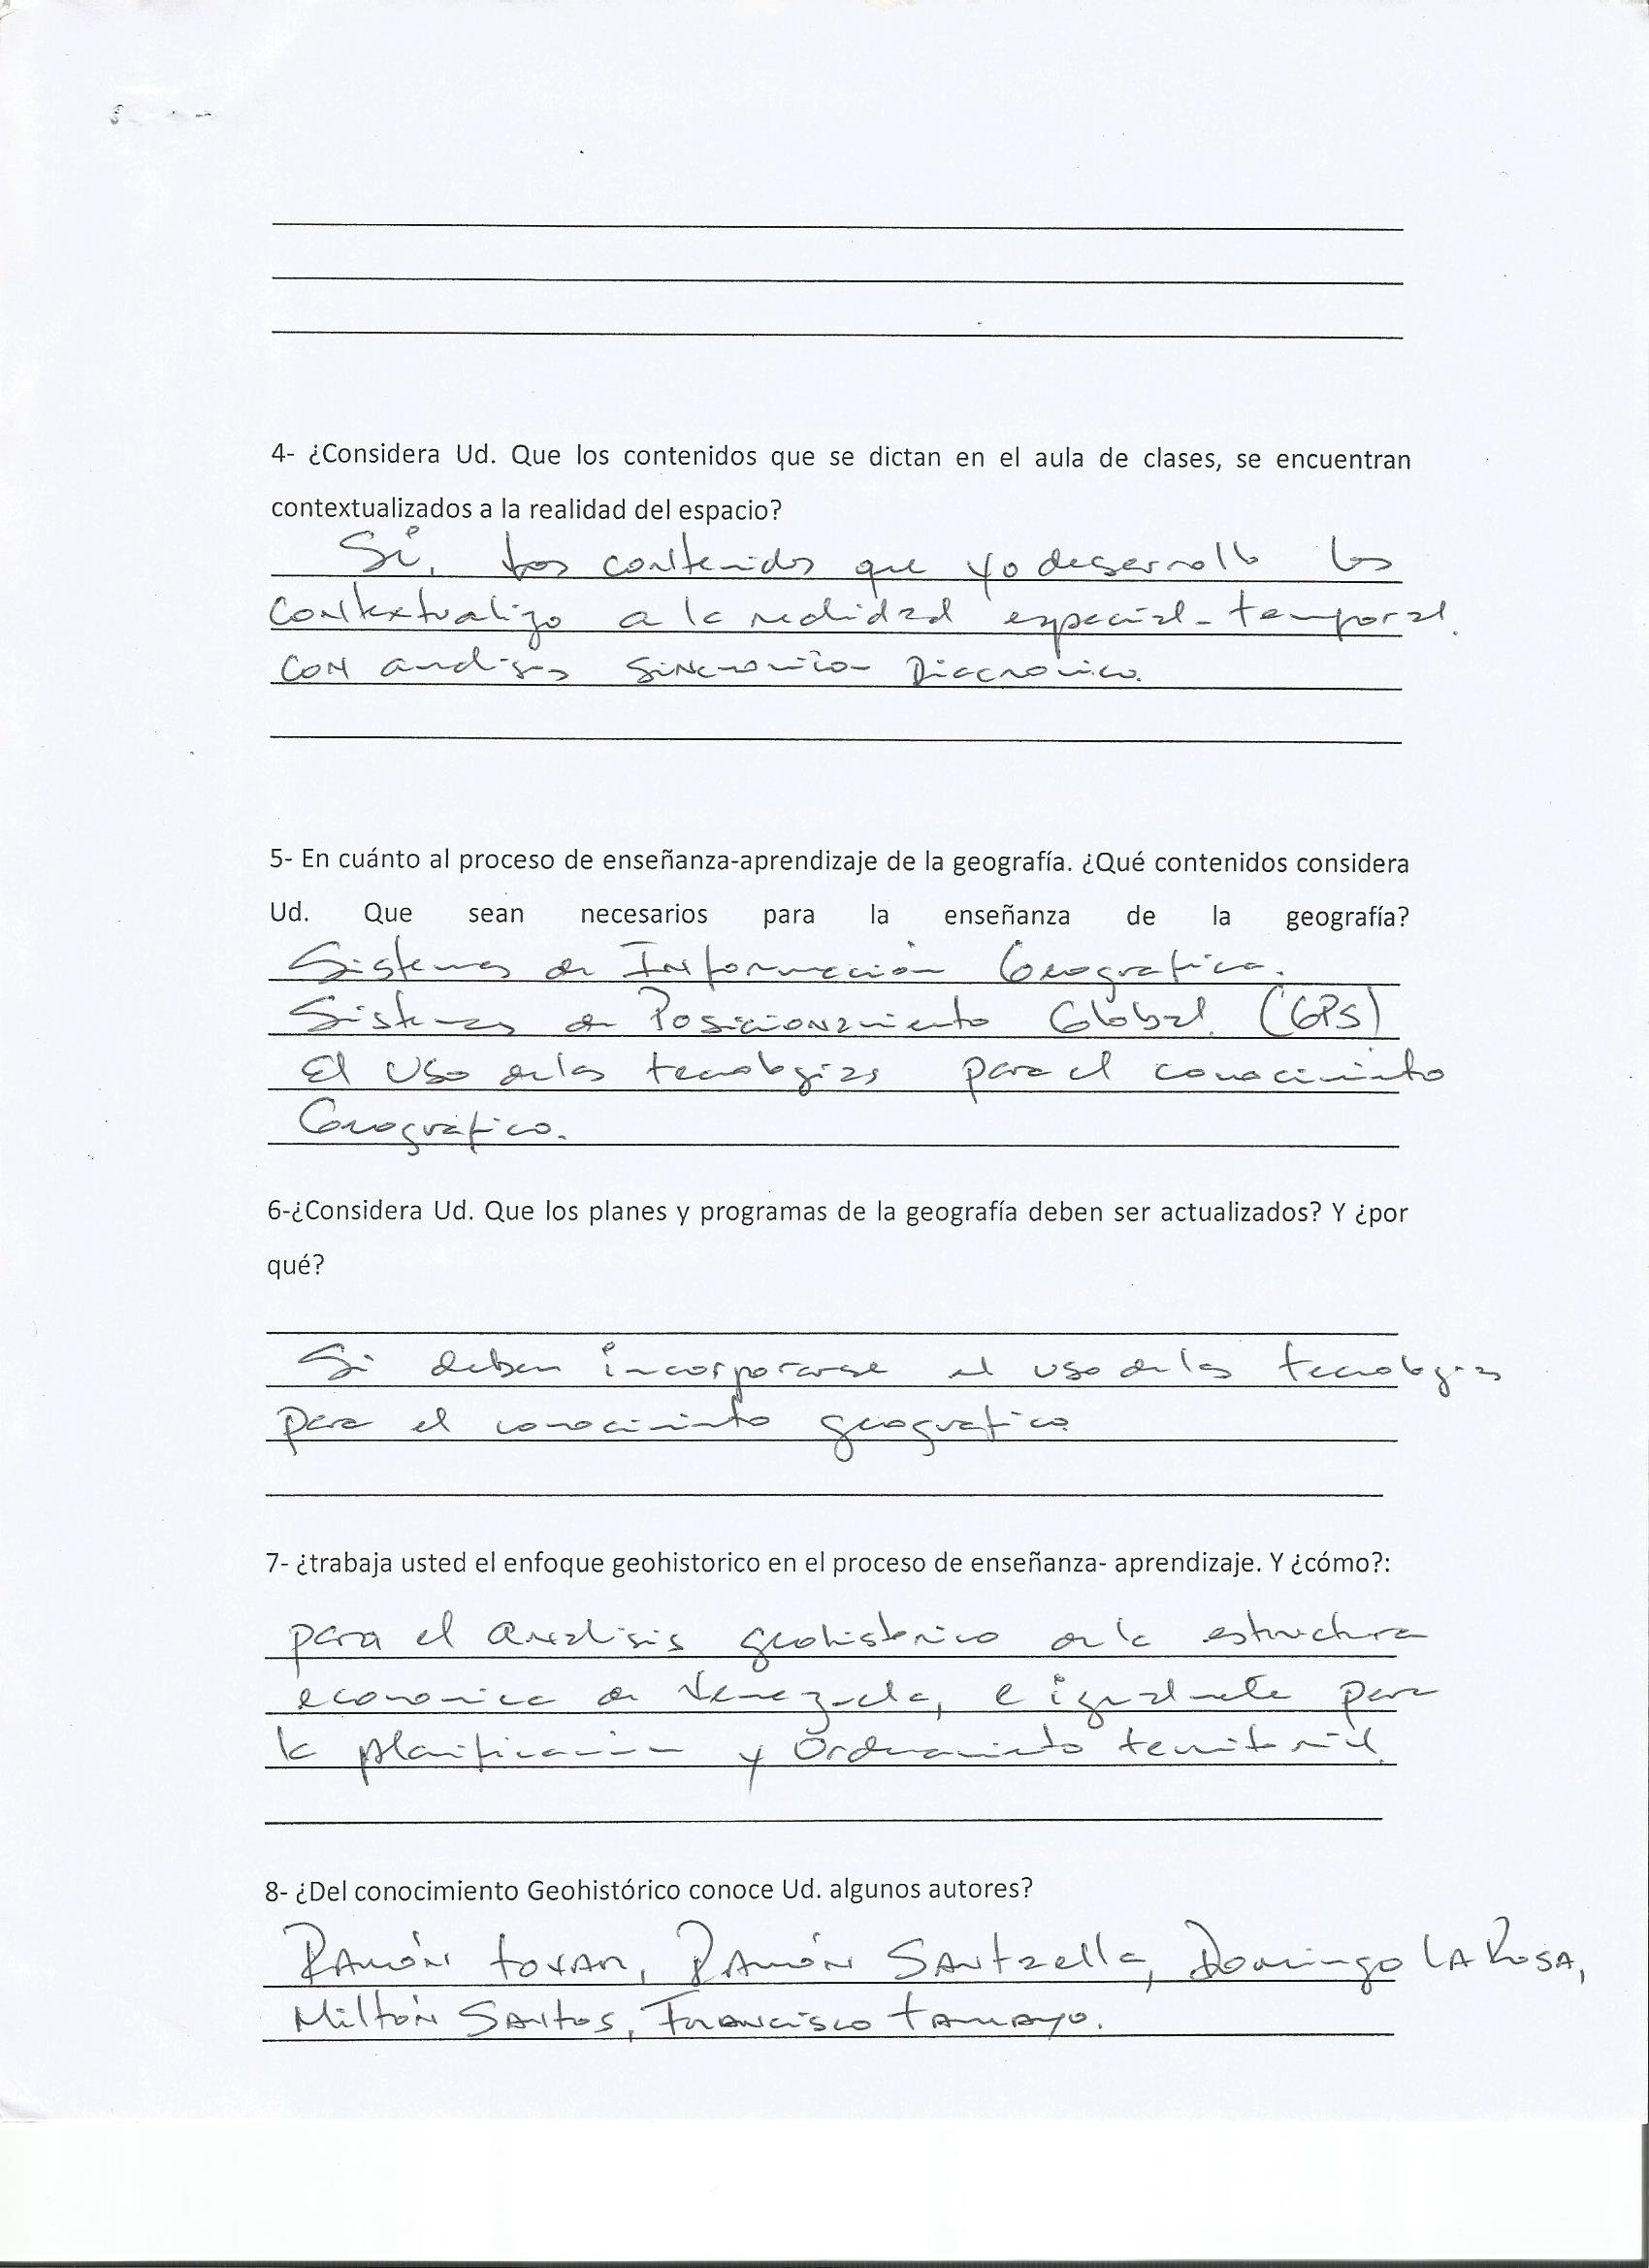 4- ¿Considera Ud. Que los contenidos que se dictan en el aula de clases, se encuentran
contextualizados a la realidad del espacio?
Si, los contenidos que yo desarrollo los
contextualizo a la realidad espacial-temporal.
con analisis Sincronico Diacronico.
5- En cuánto al proceso de enseñanza-aprendizaje de la geografía. ¿Qué contenidos considera
Ud. Que sean necesarios para la enseñanza de la geografía?
Sistemas de Información Geografica.
Sistemas de Posicionamiento Global. (GPS)
El Uso de las tecnologias para el conocimiento
Geografico.
6-¿Considera Ud. Que los planes y programas de la geografía deben ser actualizados? Y ¿por
qué?
Si deben incorporarse el uso de las tecnologias
para el conocimiento geografico
7- ¿trabaja usted el enfoque geohistorico en el proceso de enseñanza- aprendizaje. Y ¿cómo?:
para el analisis geohistorico de la estructura
economica de Venezuela, e igualmente para
la planificación y Ordenamiento territorial.
8- ¿Del conocimiento Geohistórico conoce Ud. algunos autores?
Ramón Tovar, Ramón Santaella, Domingo La Rosa,
Miltón Santos, Francisco Tamayo.